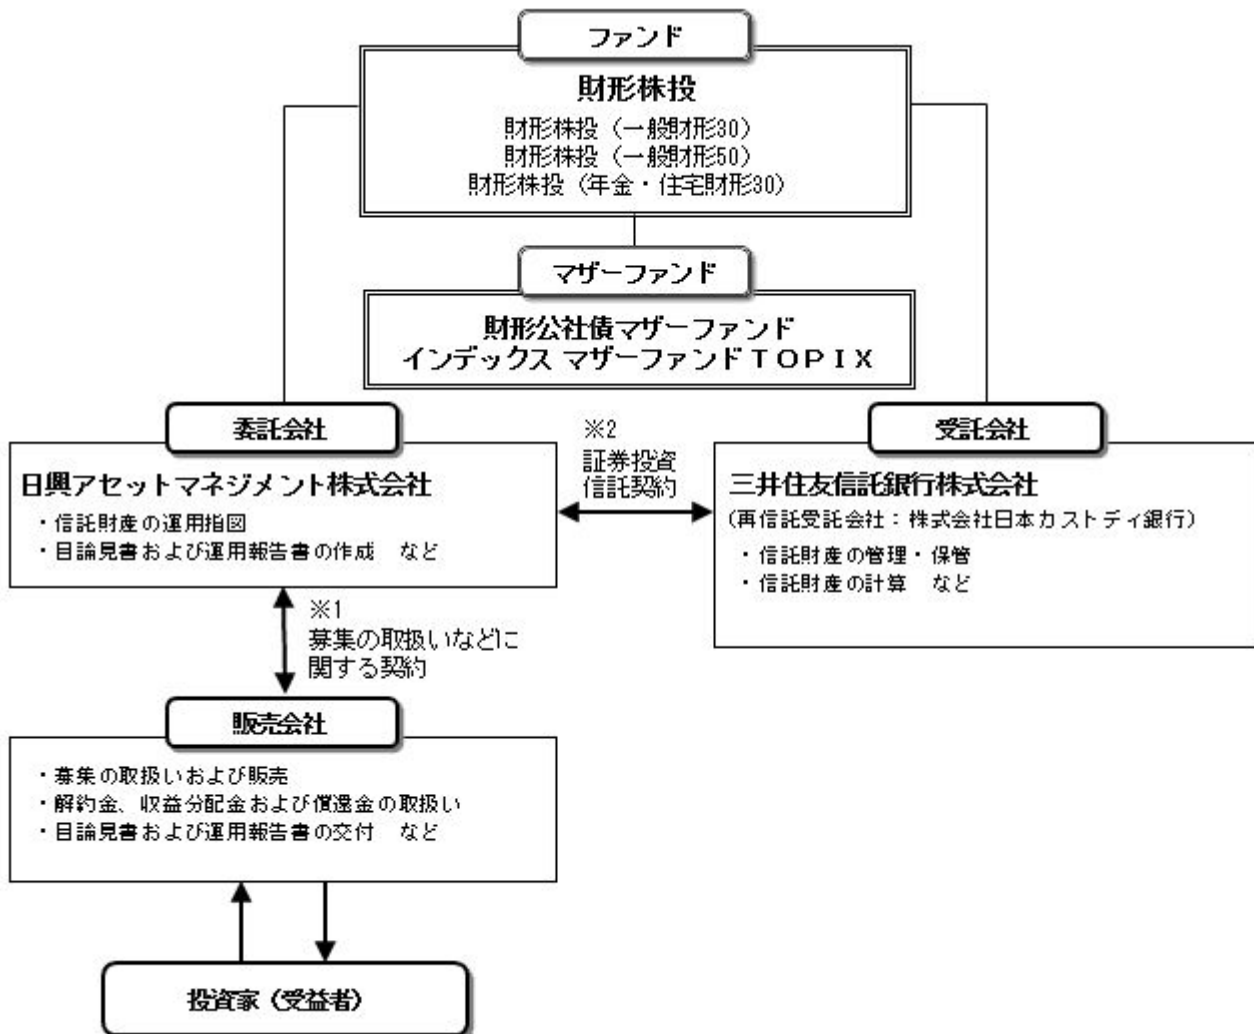 ファンド
財形株投
財形株投（一般財形30）
財形株投（一般財形50）
財形株投（年金・住宅財形30）
マザーファンド
財形公社債マザーファンド
インデックス マザーファンドＴＯＰＩＸ
委託会社
日興アセットマネジメント株式会社
・信託財産の運用指図
・目論見書および運用報告書の作成　など
※2
証券投資
信託契約
受託会社
三井住友信託銀行株式会社
（再信託受託会社：株式会社日本カストディ銀行）
・信託財産の管理・保管
・信託財産の計算　など
※1
募集の取扱いなどに
関する契約
販売会社
・募集の取扱いおよび販売
・解約金、収益分配金および償還金の取扱い
・目論見書および運用報告書の交付　など
投資家（受益者）